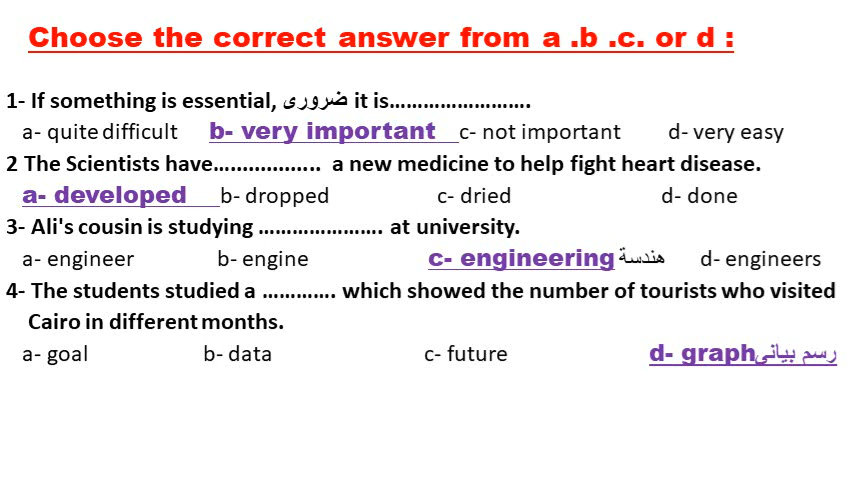 Choose the correct answer from a .b .c. or d :
1- If something is essential, ضرورى it is…………………….
a- quite difficult b- very important c- not important d- very easy
2 The Scientists have.................. a new medicine to help fight heart disease.
a- developed b- dropped c- dried d- done
3- Ali's cousin is studying …………………. at university.
a- engineer b- engine c- engineering هندسة d- engineers
4- The students studied a …………. which showed the number of tourists who visited
Cairo in different months.
a- goal b- data c- future d- graph رسم بيانى